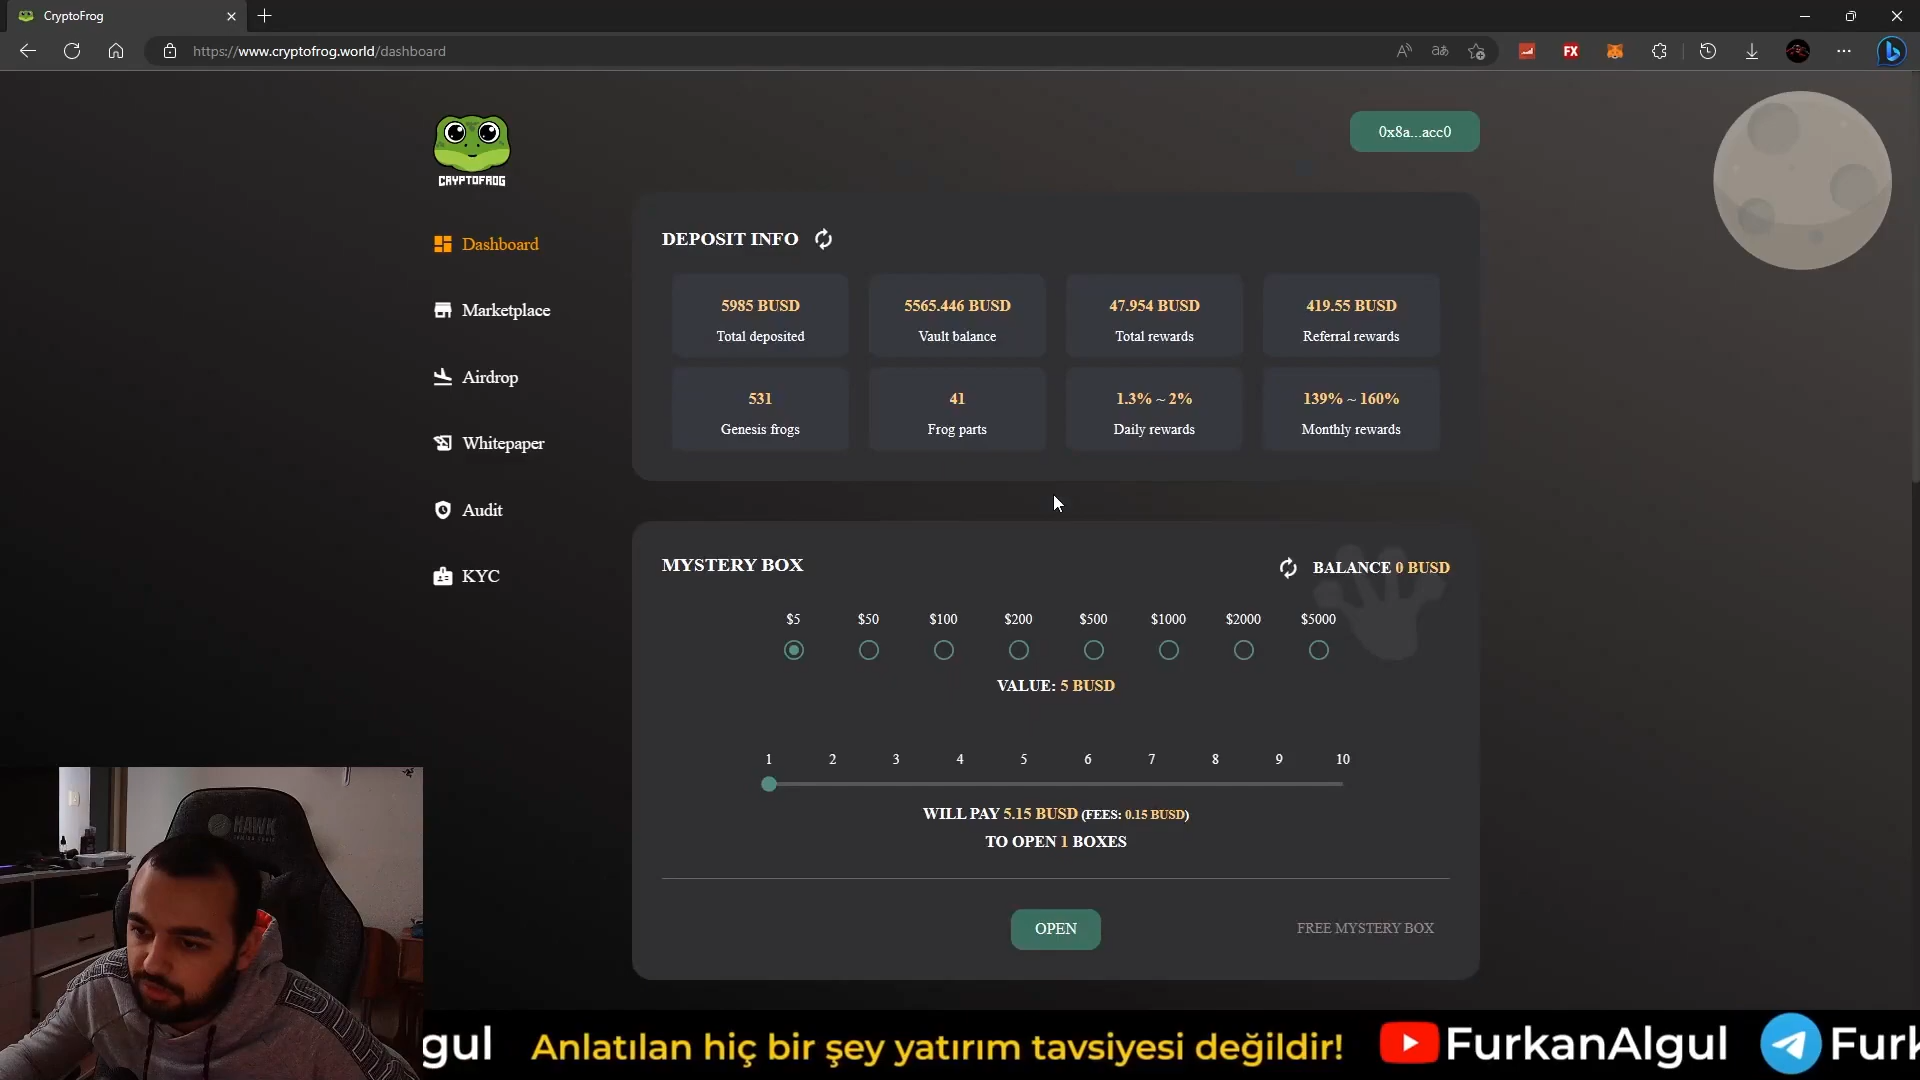 CryptoFrog
https://www.cryptofrog.world/dashboard
FX
CRYPTOFROG
0x8a...acc0
Dashboard
Marketplace
Airdrop
Whitepaper
Audit
KYC
DEPOSIT INFO
5985 BUSD
Total deposited
5565.446 BUSD
Vault balance
47.954 BUSD
Total rewards
419.55 BUSD
Referral rewards
531
Genesis frogs
41
Frog parts
1.3% ~ 2%
Daily rewards
139% ~ 160%
Monthly rewards
MYSTERY BOX
BALANCE 0 BUSD
$5 $50 $100 $200 $500 $1000 $2000 $5000
VALUE: 5 BUSD
1 2 3 4 5 6 7 8 9 10
WILL PAY 5.15 BUSD (FEES: 0.15 BUSD)
TO OPEN 1 BOXES
OPEN
FREE MYSTERY BOX
HAWK
gul Anlatılan hiç bir şey yatırım tavsiyesi değildir! FurkanAlgul Furk